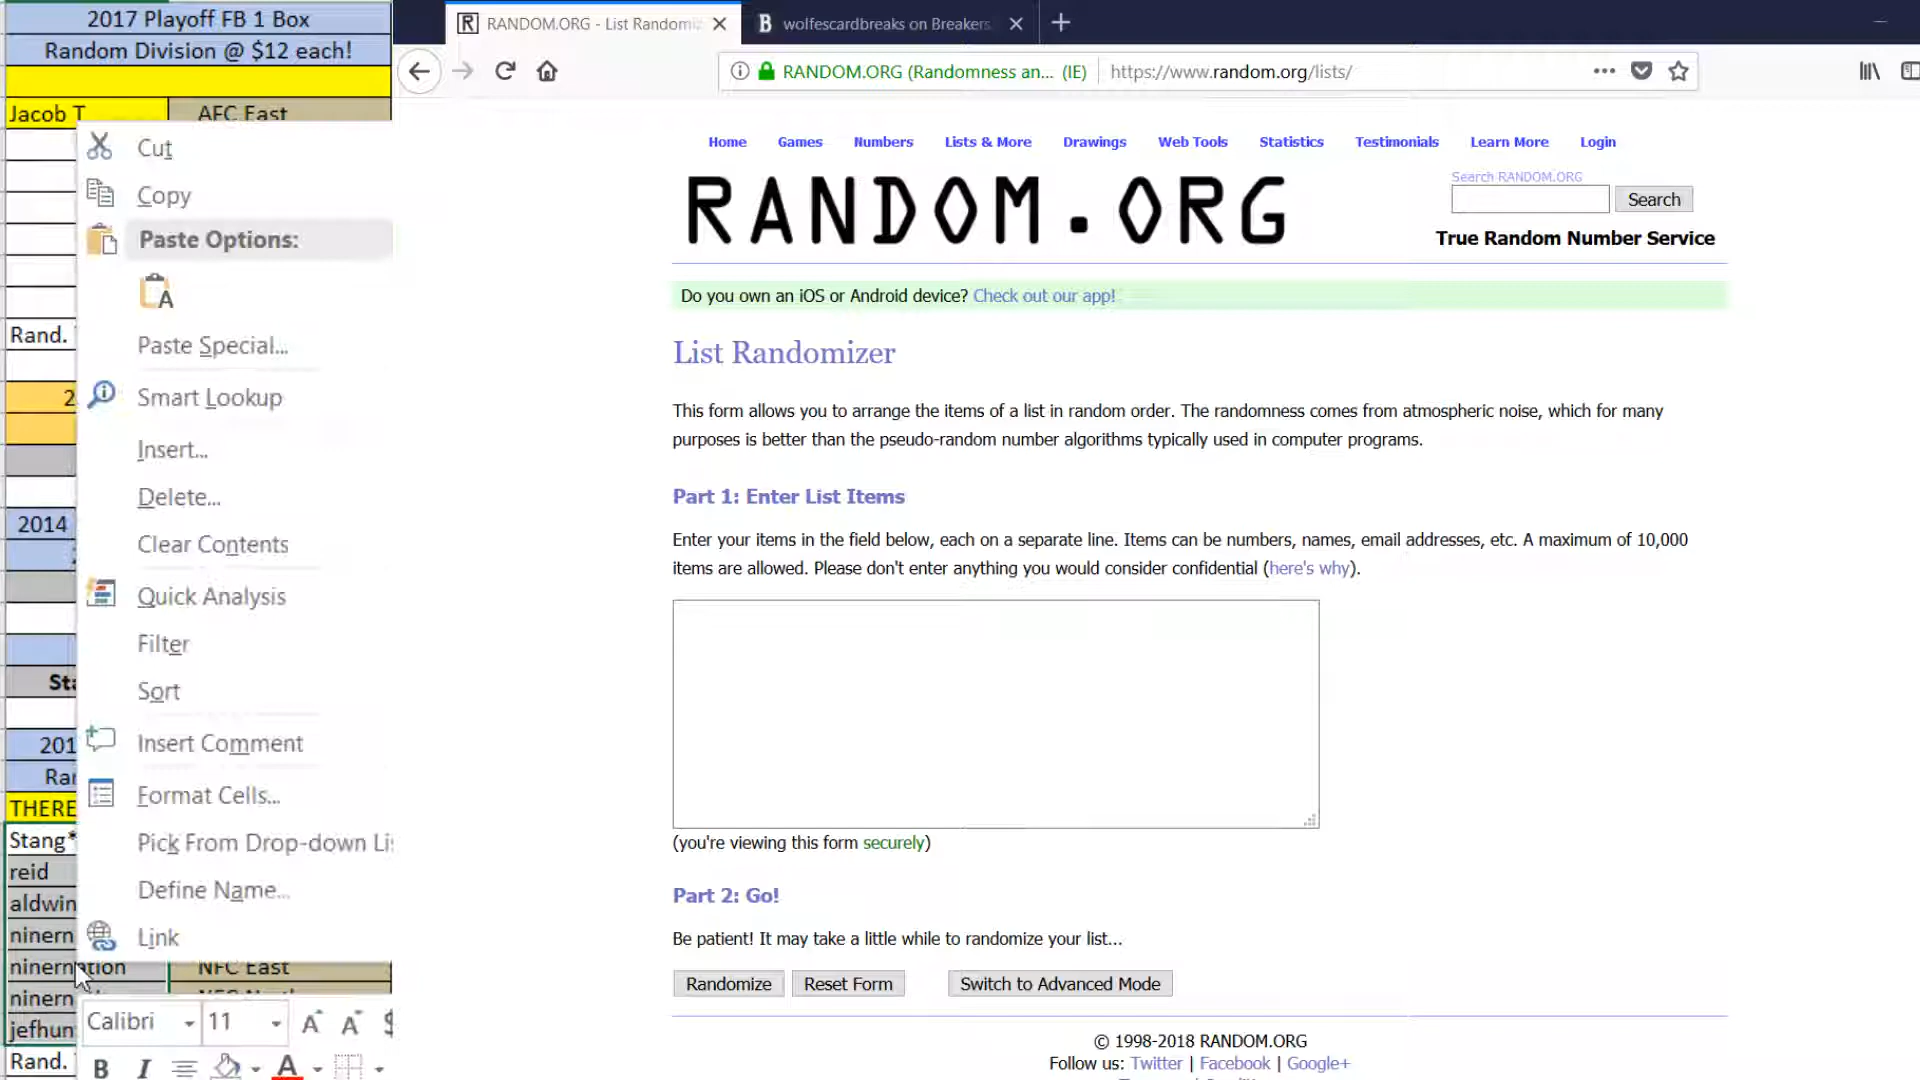 2017 Playoff FB 1 Box
Random Division @ $12 each!
Jacob T
AFC East
Cut
Copy
Paste Options:
Rand.
Paste Special...
2
Smart Lookup
Insert...
Delete...
2014
Clear Contents
Quick Analysis
Filter
Sta
Sort
201
Insert Comment
Rar
Format Cells...
THERE
Stang*
Pick From Drop-down Li
reid
Define Name...
aldwin
ninern
Link
ninernation
NFC East
ninern
Calibri
11
jefhun
Rand.
B I A
RANDOM.ORG - List Randomiz
wolfescardbreaks on Breakers.
RANDOM.ORG (Randomness an... (IE)
https://www.random.org/lists/
Home Games Numbers Lists & More Drawings Web Tools Statistics Testimonials Learn More Login
RANDOM.ORG
Search RANDOM.ORG
Search
True Random Number Service
Do you own an iOS or Android device? Check out our app!
List Randomizer
This form allows you to arrange the items of a list in random order. The randomness comes from atmospheric noise, which for many
purposes is better than the pseudo-random number algorithms typically used in computer programs.
Part 1: Enter List Items
Enter your items in the field below, each on a separate line. Items can be numbers, names, email addresses, etc. A maximum of 10,000
items are allowed. Please don't enter anything you would consider confidential (here's why).
(you're viewing this form securely)
Part 2: Go!
Be patient! It may take a little while to randomize your list...
Randomize Reset Form Switch to Advanced Mode
© 1998-2018 RANDOM.ORG
Follow us: Twitter | Facebook | Google+